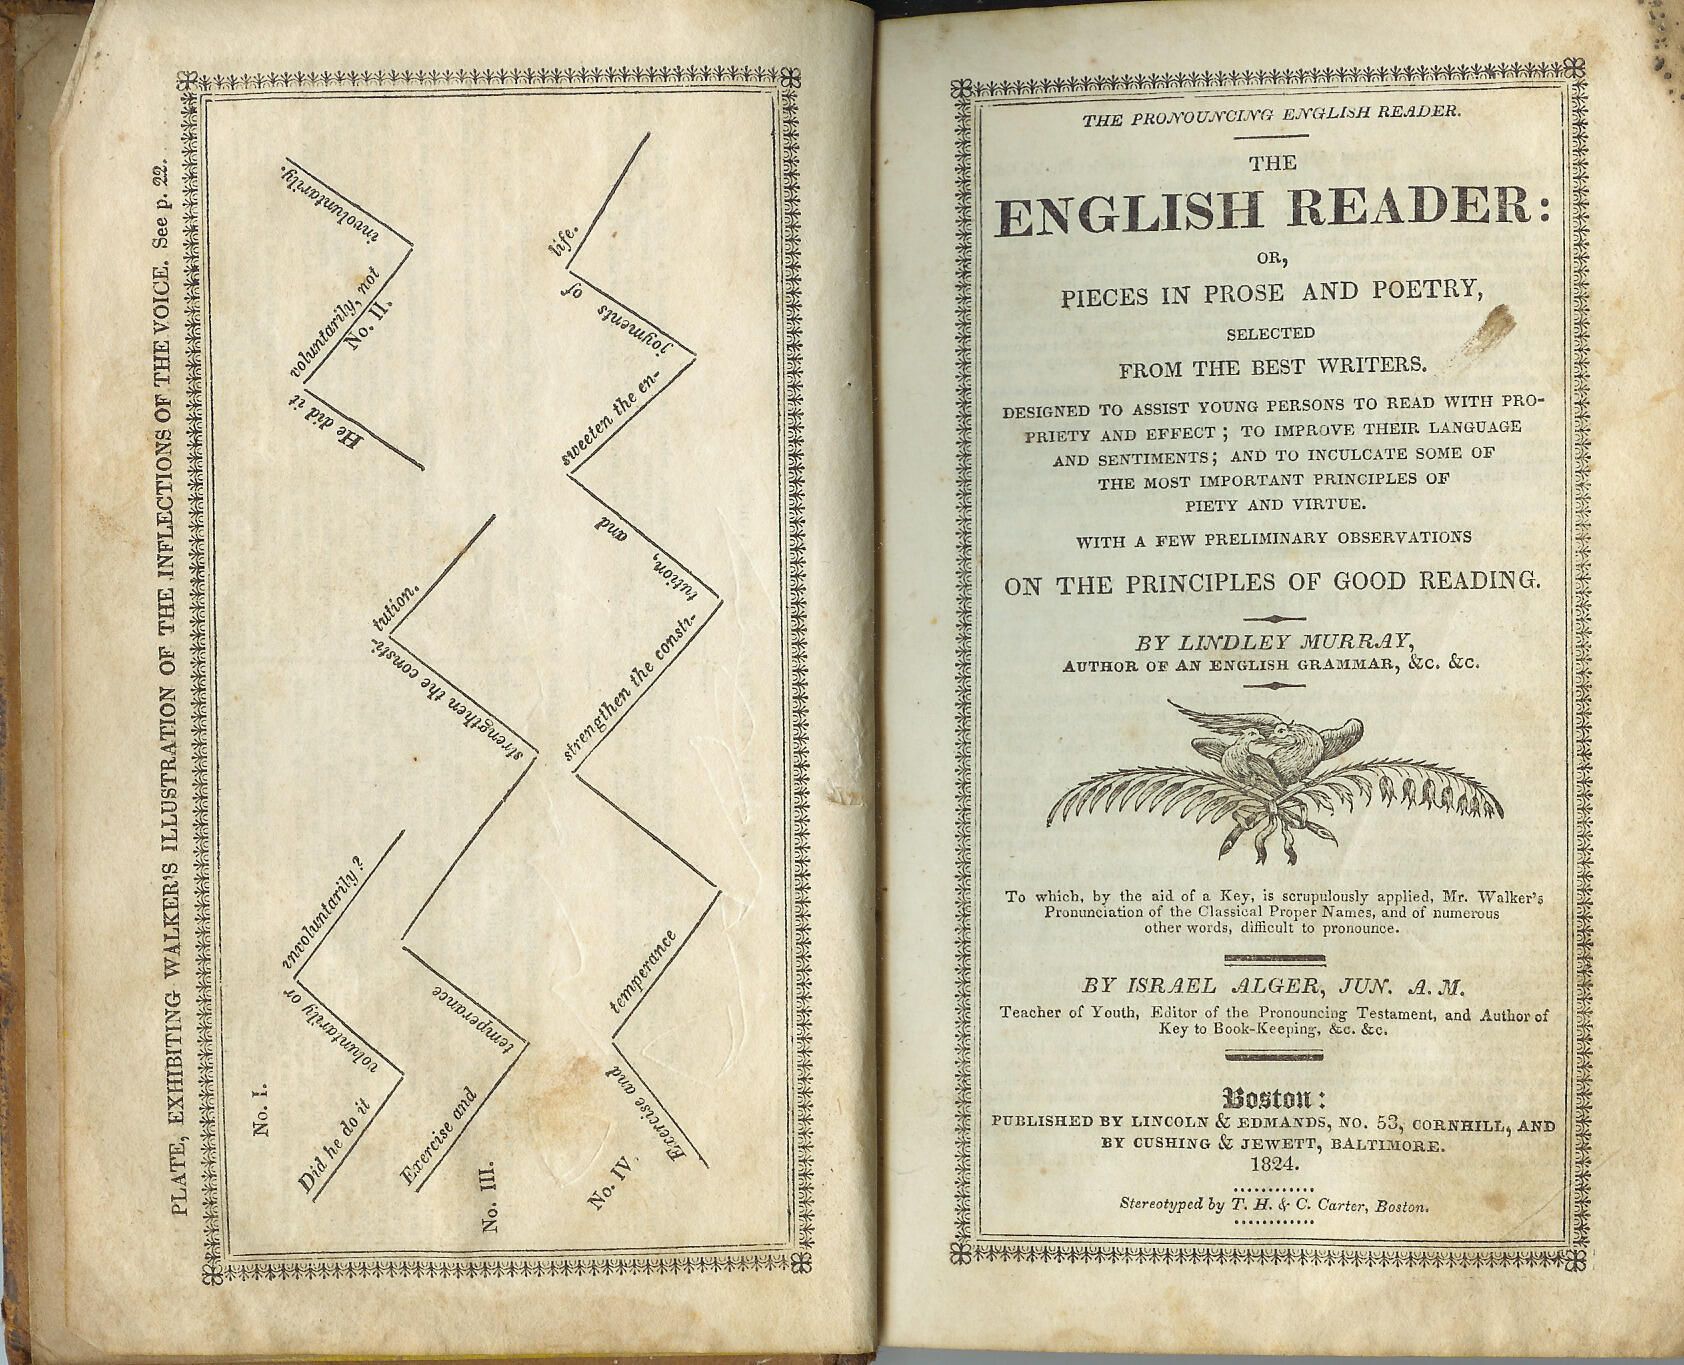 PLATE, EXHIBITING WALKER'S ILLUSTRATION OF THE INFLECTIONS OF THE VOICE. See p. 22.
No. I.
Did he do it
voluntarily or
involuntarily?
No. II.
He did it
voluntarily, not
involuntarily.
No. III.
Exercise and
temperance
strengthen the consti-
tution.
No. IV.
Exercise and
temperance
strengthen the consti-
tution,
and
sweeten the en-
joyments
of
life.
THE PRONOUNCING ENGLISH READER.
THE
ENGLISH READER:
OR,
PIECES IN PROSE AND POETRY,
SELECTED
FROM THE BEST WRITERS.
DESIGNED TO ASSIST YOUNG PERSONS TO READ WITH PRO-
PRIETY AND EFFECT; TO IMPROVE THEIR LANGUAGE
AND SENTIMENTS; AND TO INCULCATE SOME OF
THE MOST IMPORTANT PRINCIPLES OF
PIETY AND VIRTUE.
WITH A FEW PRELIMINARY OBSERVATIONS
ON THE PRINCIPLES OF GOOD READING.
BY LINDLEY MURRAY,
AUTHOR OF AN ENGLISH GRAMMAR, &c. &c.
To which, by the aid of a Key, is scrupulously applied, Mr. Walker's
Pronunciation of the Classical Proper Names, and of numerous
other words, difficult to pronounce.
BY ISRAEL ALGER, JUN. A. M.
Teacher of Youth, Editor of the Pronouncing Testament, and Author of
Key to Book-Keeping, &c. &c.
Boston:
PUBLISHED BY LINCOLN & EDMANDS, NO. 53, CORNHILL, AND
BY CUSHING & JEWETT, BALTIMORE.
1824.
Stereotyped by T. H. & C. Carter, Boston.